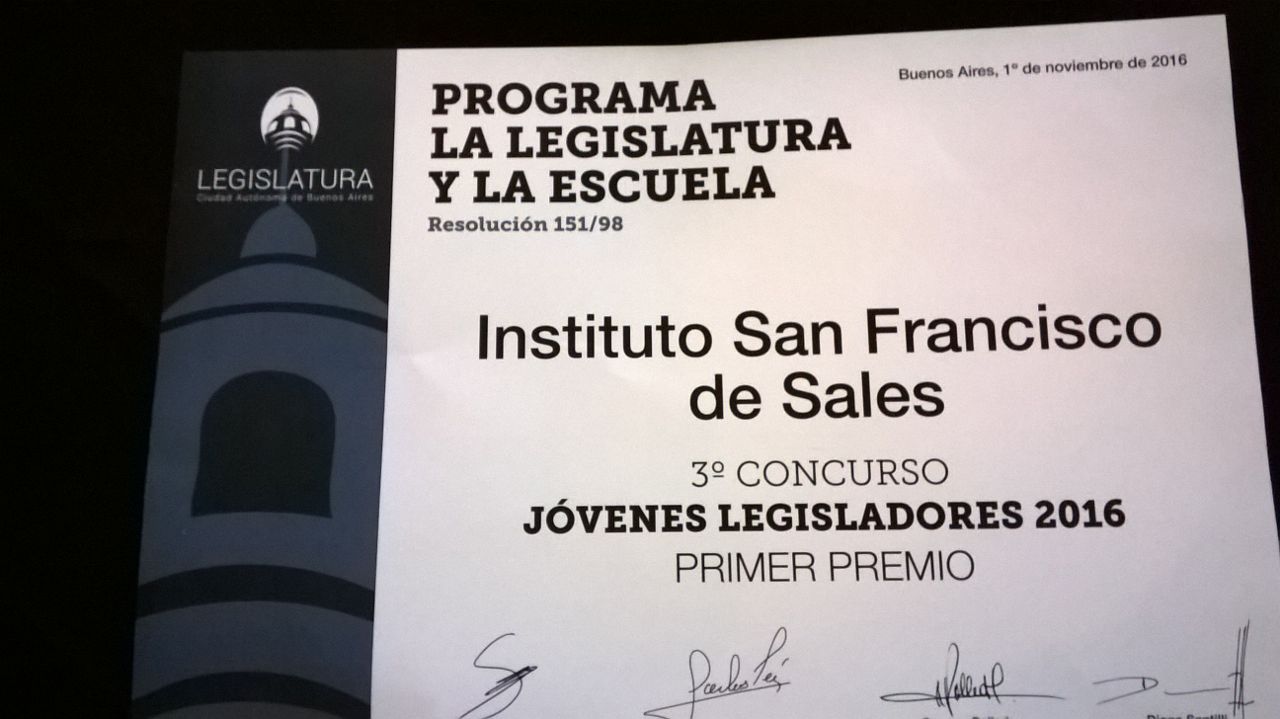 Buenos Aires, 1º de noviembre de 2016
LEGISLATURA
Ciudad Autónoma de Buenos Aires
PROGRAMA
LA LEGISLATURA
Y LA ESCUELA
Resolución 151/98
Instituto San Francisco
de Sales
3º CONCURSO
JÓVENES LEGISLADORES 2016
PRIMER PREMIO